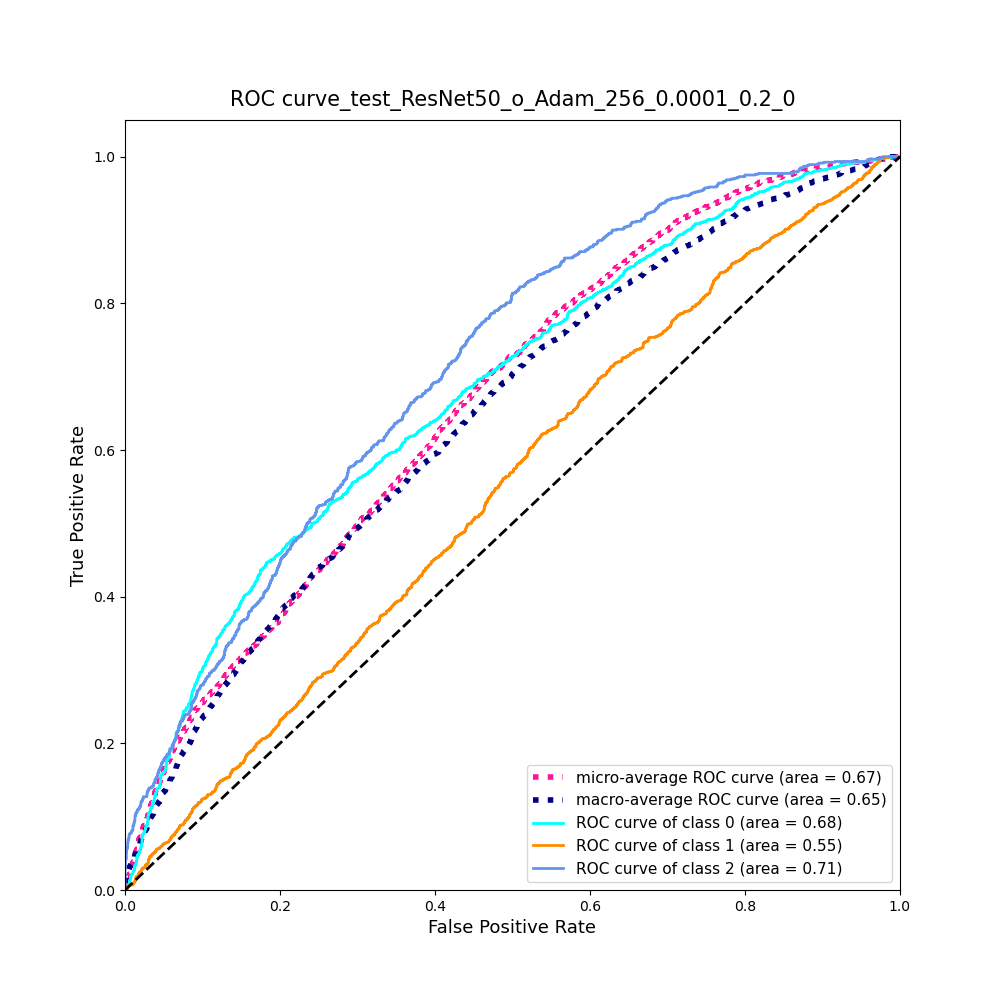 ROC curve_test_ResNet50_o_Adam_256_0.0001_0.2_0
True Positive Rate
1.0
0.8
0.6
0.4
0.2
0.0
micro-average ROC curve (area = 0.67)
macro-average ROC curve (area = 0.65)
ROC curve of class 0 (area = 0.68)
ROC curve of class 1 (area = 0.55)
ROC curve of class 2 (area = 0.71)
0.0 0.2 0.4 0.6 0.8 1.0
False Positive Rate